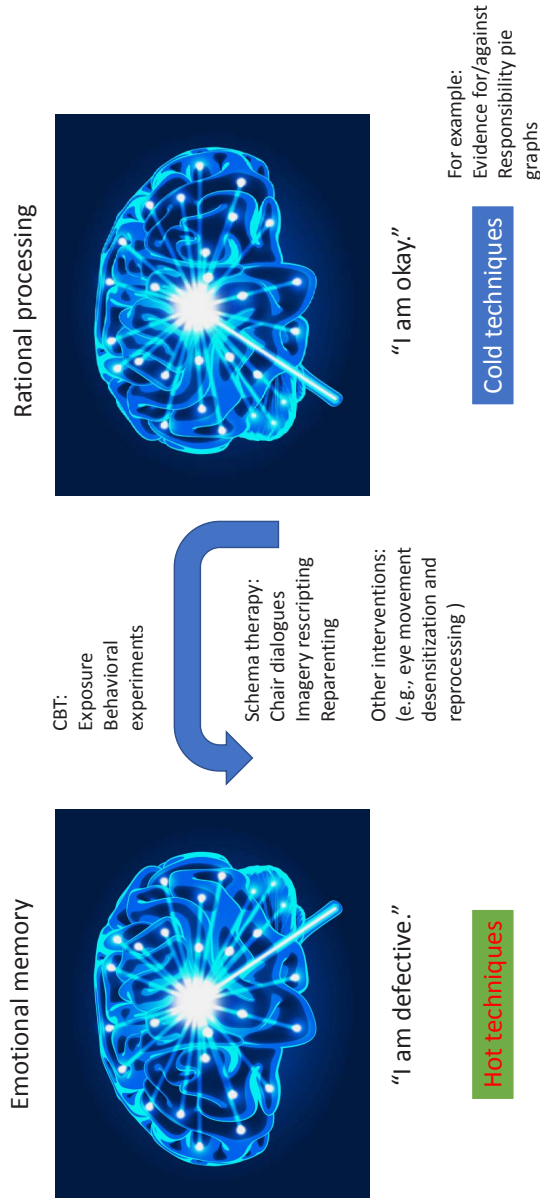 Emotional memory
"I am defective."
Hot techniques
CBT:
Exposure
Behavioral
experiments
Schema therapy:
Chair dialogues
Imagery rescripting
Reparenting
Other interventions:
(e.g., eye movement
desensitization and
reprocessing )
Rational processing
"I am okay."
Cold techniques
For example:
Evidence for/against
Responsibility pie
graphs